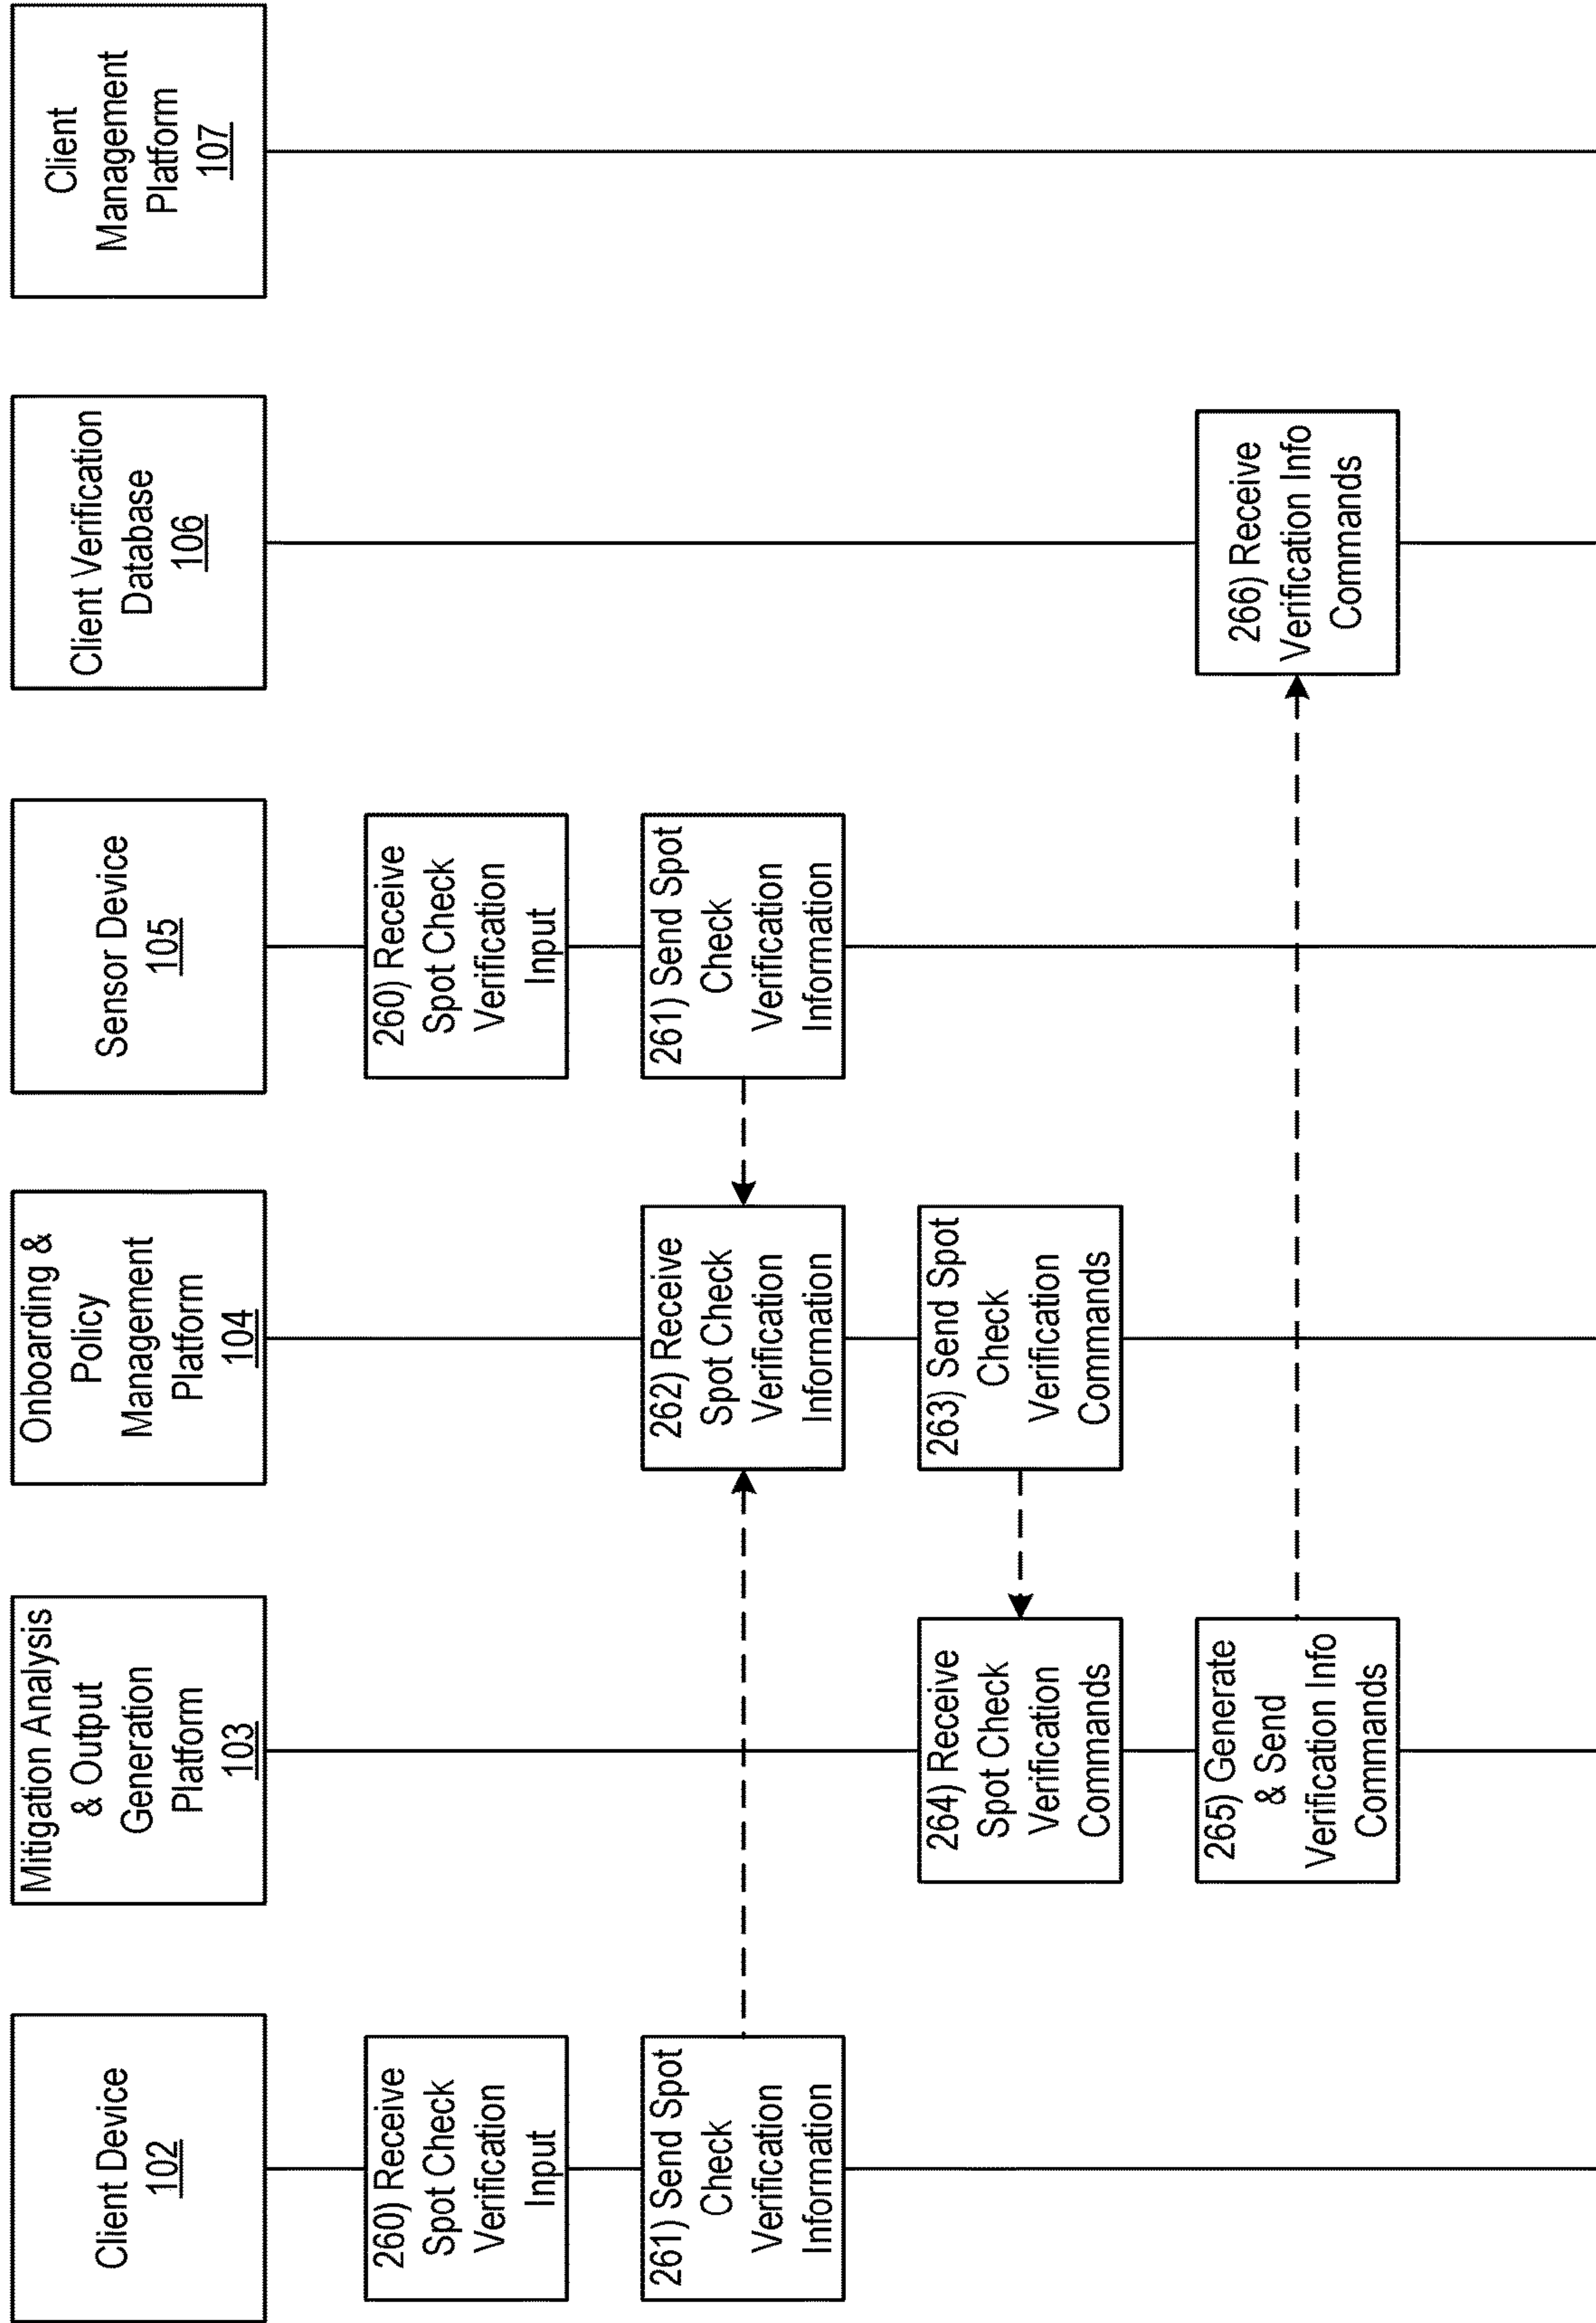 Client Device
102
Mitigation Analysis
& Output
Generation
Platform
103
Onboarding &
Policy
Management
Platform
104
Sensor Device
105
Client Verification
Database
106
Client
Management
Platform
107
260) Receive
Spot Check
Verification
Input
260) Receive
Spot Check
Verification
Input
261) Send Spot
Check
Verification
Information
262) Receive
Spot Check
Verification
Information
261) Send Spot
Check
Verification
Information
264) Receive
Spot Check
Verification
Commands
263) Send Spot
Check
Verification
Commands
265) Generate
& Send
Verification Info
Commands
266) Receive
Verification Info
Commands